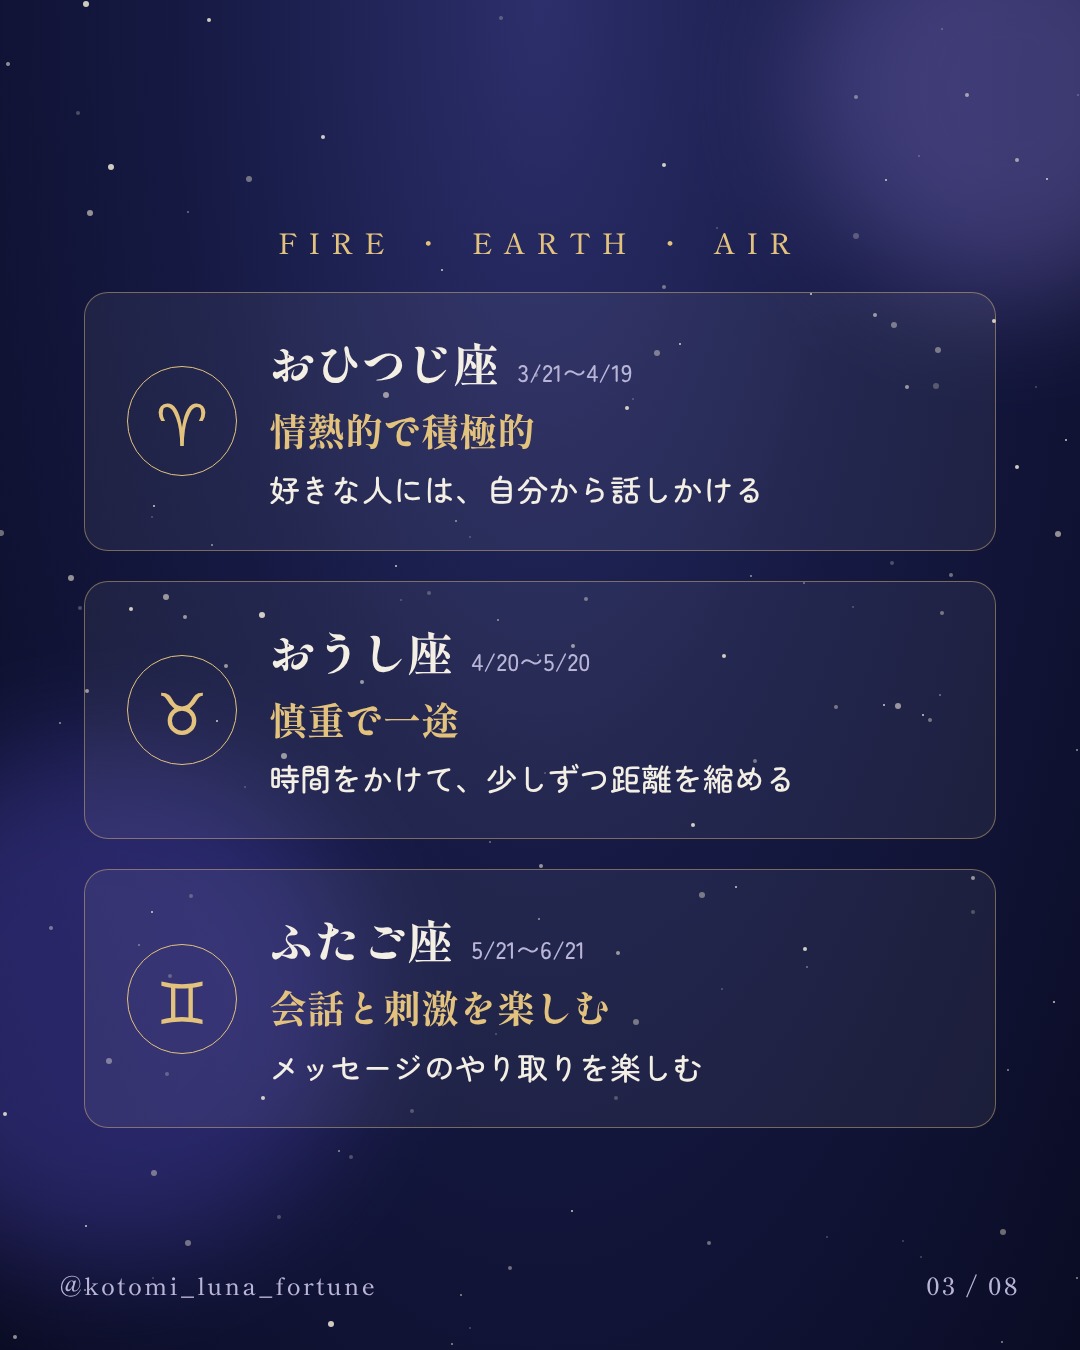 FIRE · EARTH · AIR
♈ おひつじ座 3/21〜4/19
情熱的で積極的
好きな人には、自分から話しかける
♉ おうし座 4/20〜5/20
慎重で一途
時間をかけて、少しずつ距離を縮める
♊ ふたご座 5/21〜6/21
会話と刺激を楽しむ
メッセージのやり取りを楽しむ
@kotomi_luna_fortune
03 / 08